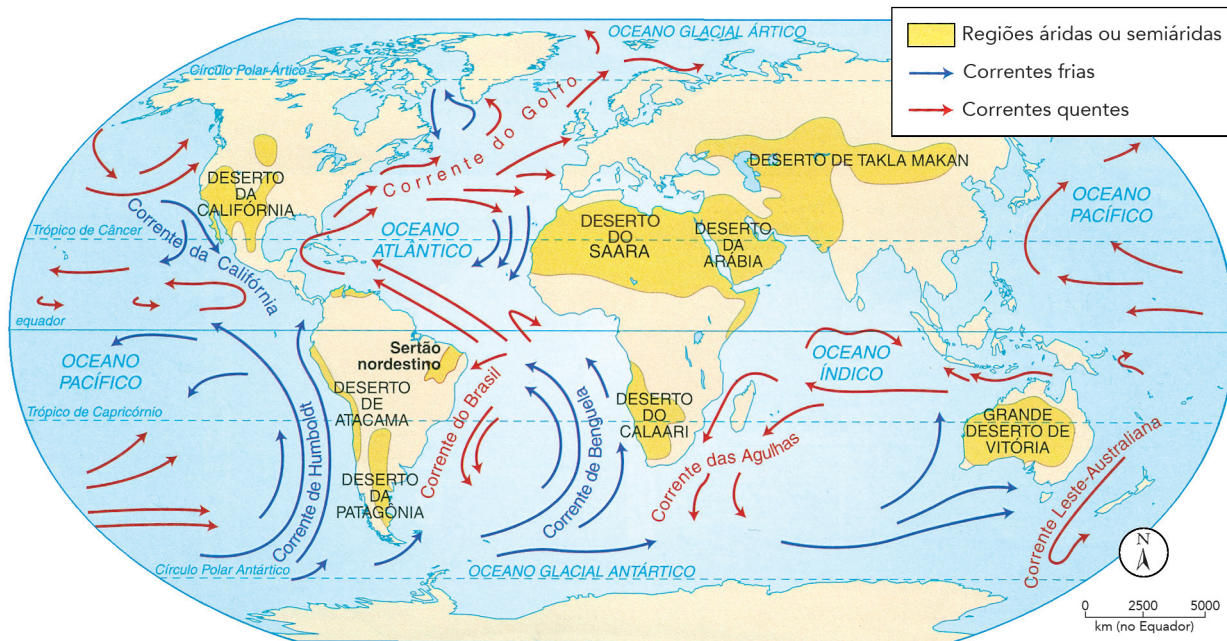 OCEANO GLACIAL ÁRTICO
Regiões áridas ou semiáridas
Correntes frias
Correntes quentes
Círculo Polar Ártico
Corrente do Golfo
DESERTO
DA
CALIFÓRNIA
DESERTO DE TAKLA MAKAN
OCEANO
PACÍFICO
Corrente da Califórnia
Trópico de Câncer
OCEANO
ATLÂNTICO
DESERTO
DO
SAARA
DESERTO
DA
ARÁBIA
equador
OCEANO
PACÍFICO
Sertão
nordestino
OCEANO
ÍNDICO
Trópico de Capricórnio
DESERTO
DE
ATACAMA
Corrente do Brasil
Corrente de Benguela
DESERTO
DO
CALAARI
GRANDE
DESERTO DE
VITÓRIA
Corrente de Humboldt
DESERTO
DA
PATAGÔNIA
Corrente das Agulhas
Corrente Leste-Australiana
Círculo Polar Antártico
OCEANO GLACIAL ANTÁRTICO
N
0 2500 5000
km (no Equador)